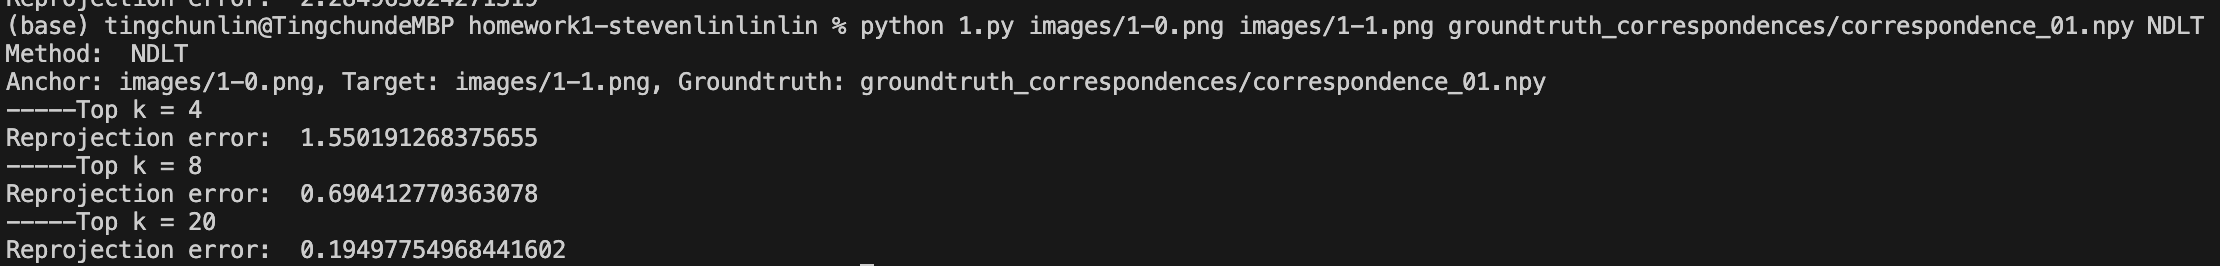 Reprojection error:  2.284963024271319
(base) tingchunlin@TingchundeMBP homework1-stevenlinlinlin % python 1.py images/1-0.png images/1-1.png groundtruth_correspondences/correspondence_01.npy NDLT
Method:  NDLT
Anchor: images/1-0.png, Target: images/1-1.png, Groundtruth: groundtruth_correspondences/correspondence_01.npy
-----Top k = 4
Reprojection error:  1.550191268375655
-----Top k = 8
Reprojection error:  0.690412770363078
-----Top k = 20
Reprojection error:  0.19497754968441602